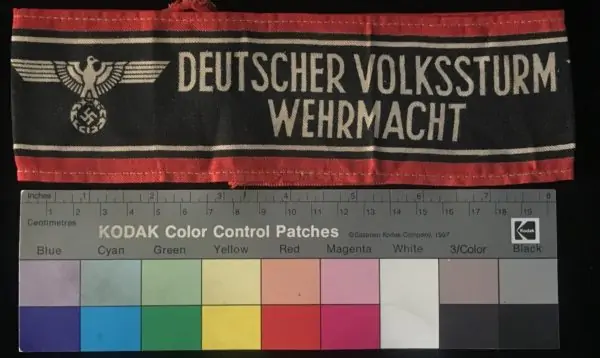 DEUTSCHER VOLKSSTURM
WEHRMACHT
Inches 1 2 3 4 5 6 7 8
1 2 3 4 5 6 7 8 9 10 11 12 13 14 15 16 17 18 19
Centimetres
KODAK Color Control Patches ©Eastman Kodak Company, 1997 Kodak
Blue Cyan Green Yellow Red Magenta White 3/Color Black